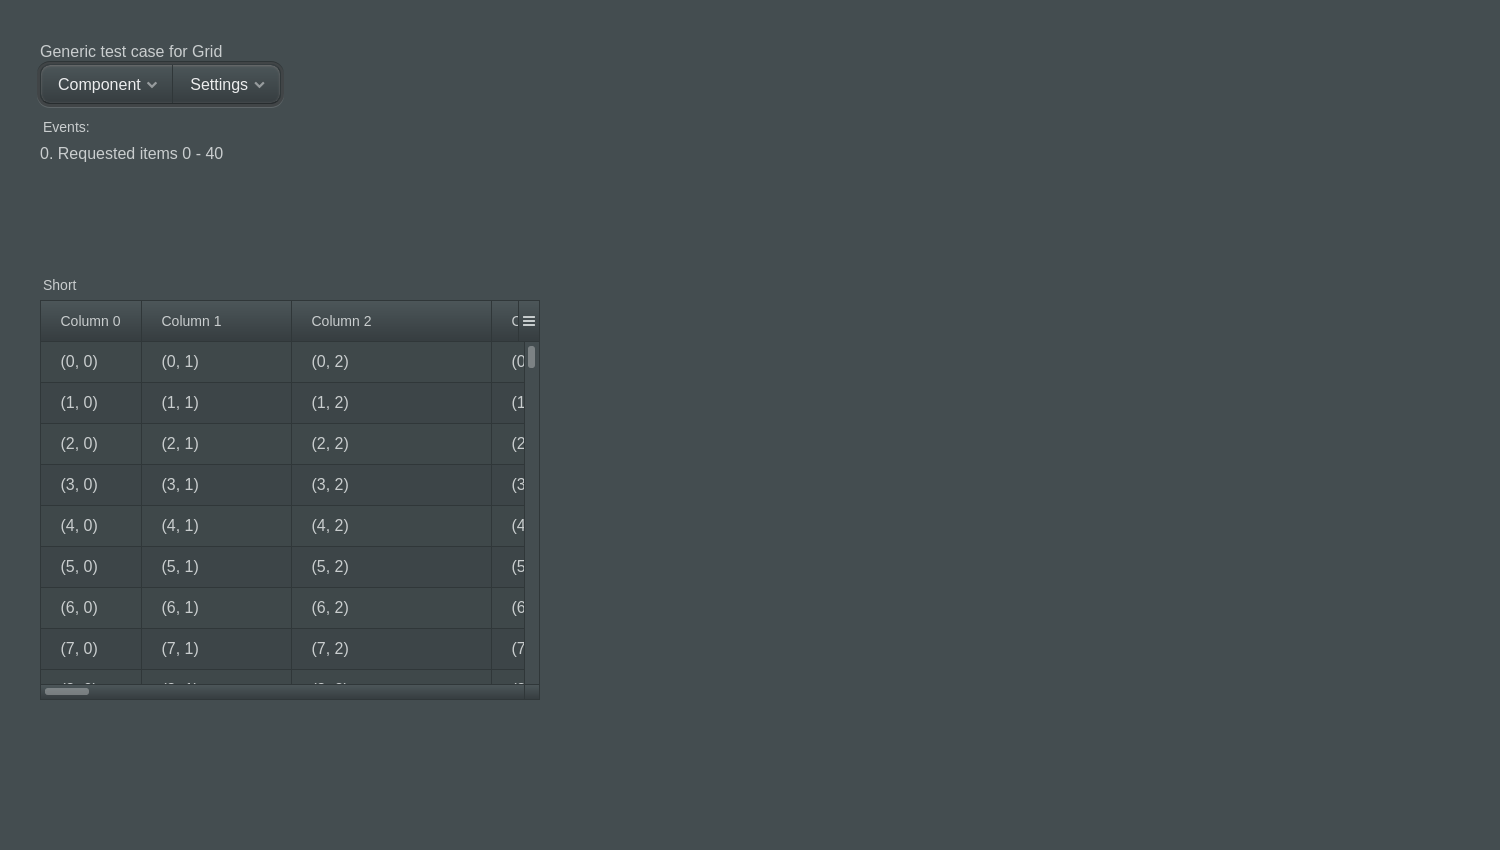 Generic test case for Grid
Component Settings
Events:
0. Requested items 0 - 40
Short
Column 0 Column 1 Column 2
(0, 0) (0, 1) (0, 2) (0
(1, 0) (1, 1) (1, 2) (1
(2, 0) (2, 1) (2, 2) (2
(3, 0) (3, 1) (3, 2) (3
(4, 0) (4, 1) (4, 2) (4
(5, 0) (5, 1) (5, 2) (5
(6, 0) (6, 1) (6, 2) (6
(7, 0) (7, 1) (7, 2) (7